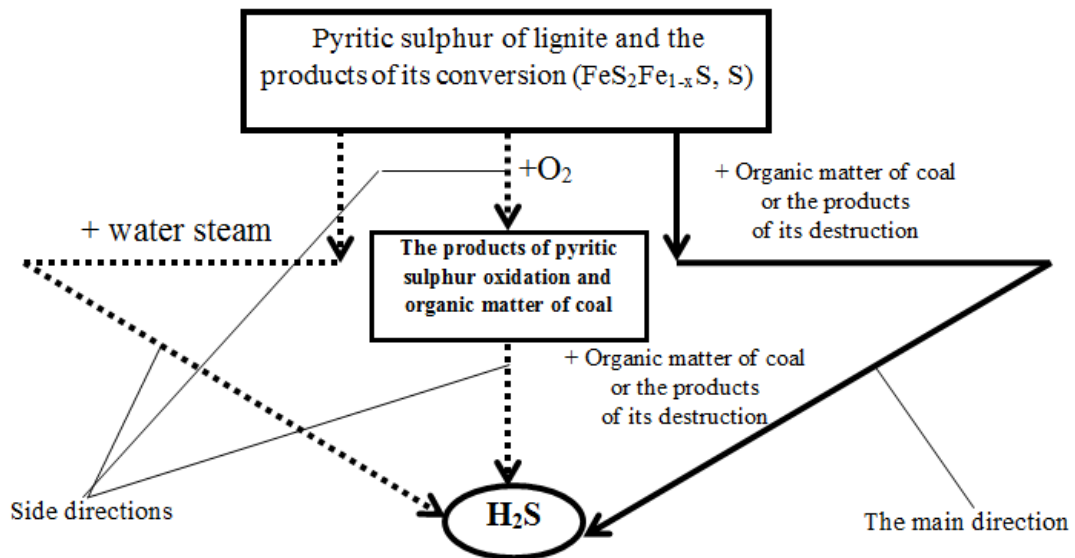 Pyritic sulphur of lignite and the
products of its conversion (FeS₂Fe₁₋ₓS, S)
+O₂
+ Organic matter of coal
or the products
of its destruction
+ water steam
The products of pyritic
sulphur oxidation and
organic matter of coal
+ Organic matter of coal
or the products
of its destruction
Side directions
H₂S
The main direction